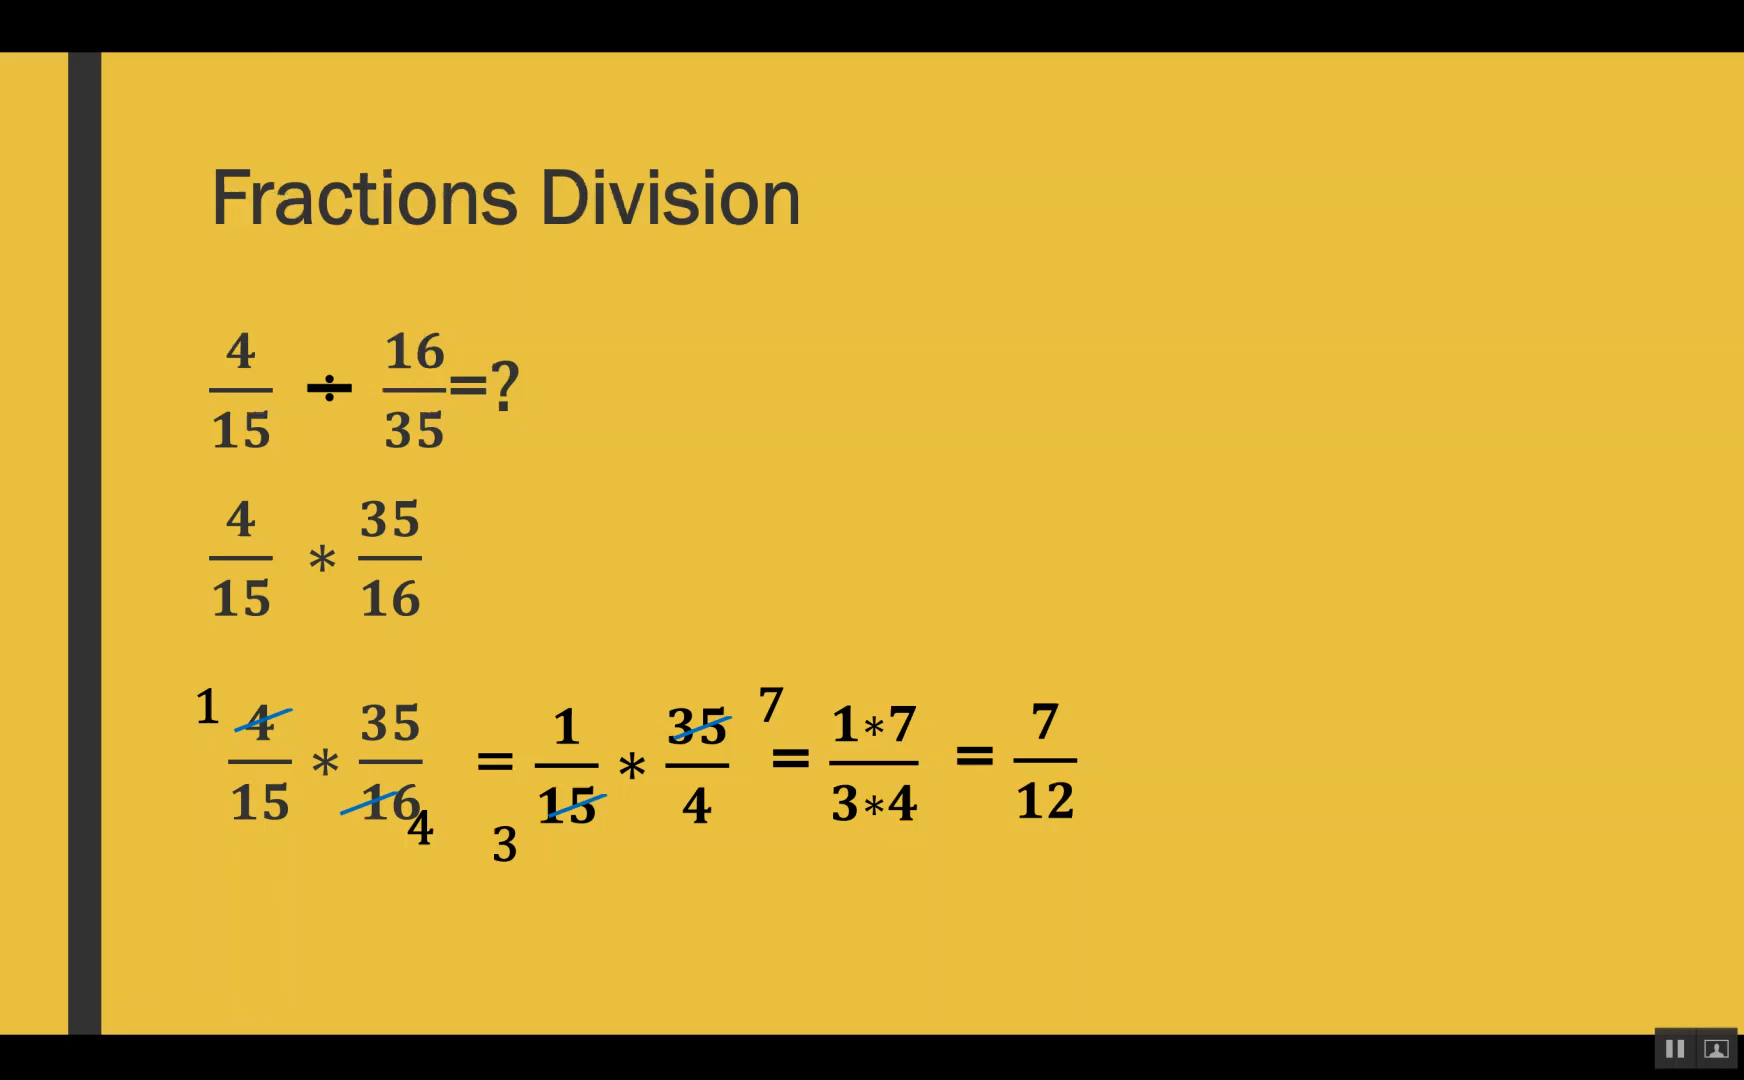 Fractions Division
4/15 ÷ 16/35 =?
4/15 * 35/16
1 4/15 * 35/16 4 = 3 1/15 * 35/4 7 = 1*7/3*4 = 7/12